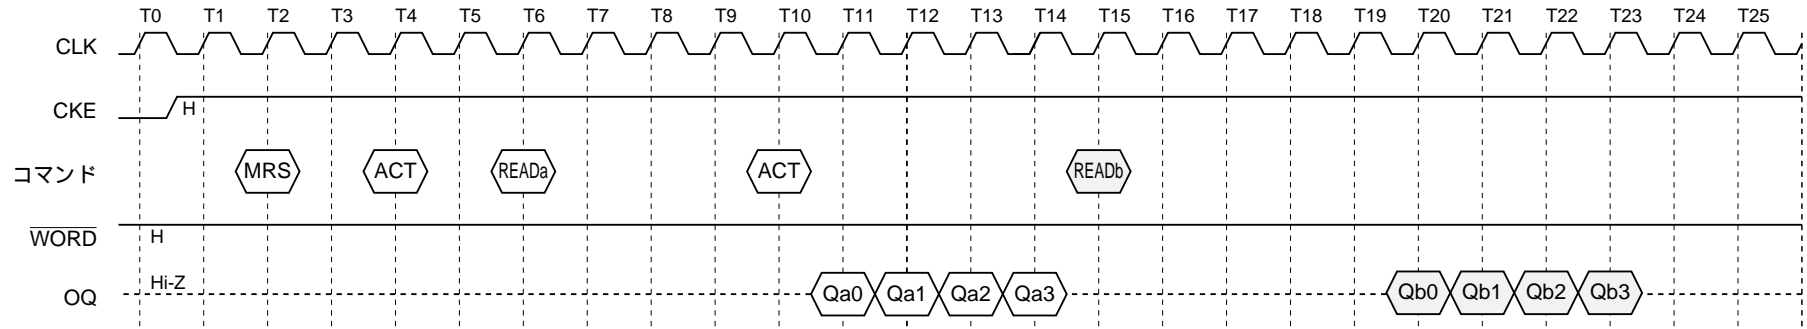 T0 T1 T2 T3 T4 T5 T6 T7 T8 T9 T10 T11 T12 T13 T14 T15 T16 T17 T18 T19 T20 T21 T22 T23 T24 T25
CLK
CKE H
コマンド MRS ACT READa ACT READb
WORD H
OQ Hi-Z Qa0 Qa1 Qa2 Qa3 Qb0 Qb1 Qb2 Qb3